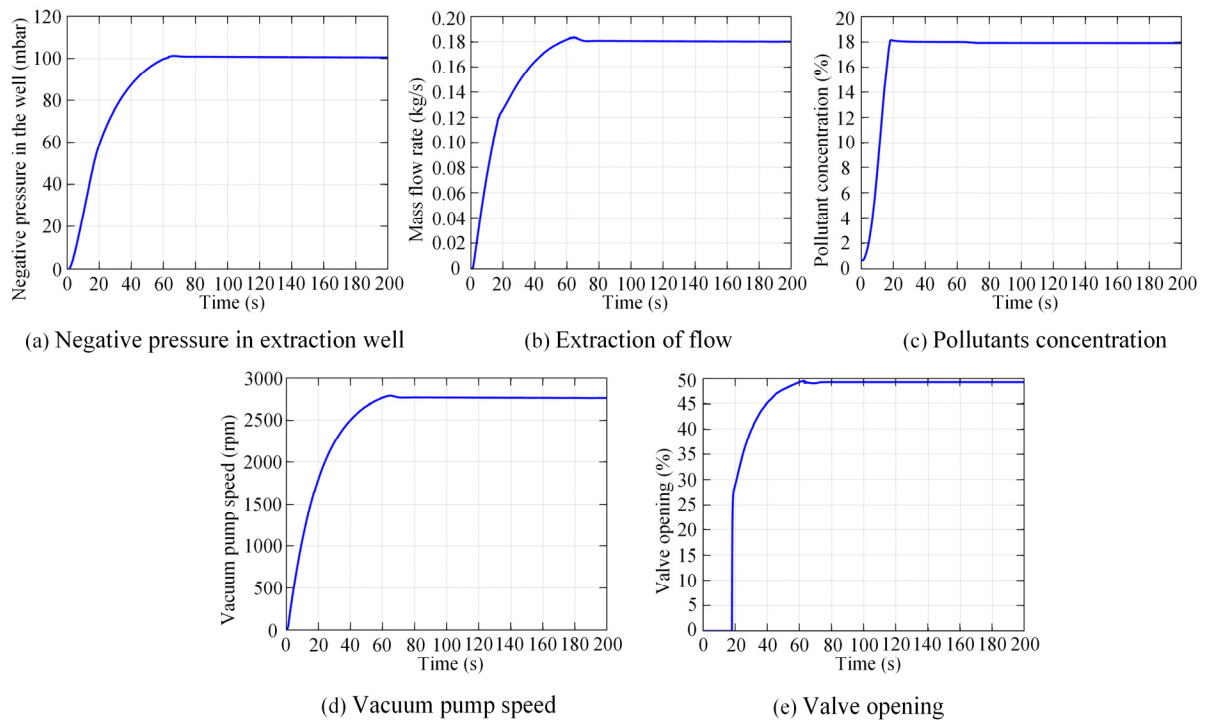 Negative pressure in the well (mbar)
120
100
80
60
40
20
0
0 20 40 60 80 100 120 140 160 180 200
Time (s)
(a) Negative pressure in extraction well
Mass flow rate (kg/s)
0.20
0.18
0.16
0.14
0.12
0.10
0.08
0.06
0.04
0.02
0
0 20 40 60 80 100 120 140 160 180 200
Time (s)
(b) Extraction of flow
Pollutant concentration (%)
20
18
16
14
12
10
8
6
4
2
0
0 20 40 60 80 100 120 140 160 180 200
Time (s)
(c) Pollutants concentration
Vacuum pump speed (rpm)
3000
2500
2000
1500
1000
500
0
0 20 40 60 80 100 120 140 160 180 200
Time (s)
(d) Vacuum pump speed
Valve opening (%)
50
45
40
35
30
25
20
15
10
5
0
0 20 40 60 80 100 120 140 160 180 200
Time (s)
(e) Valve opening